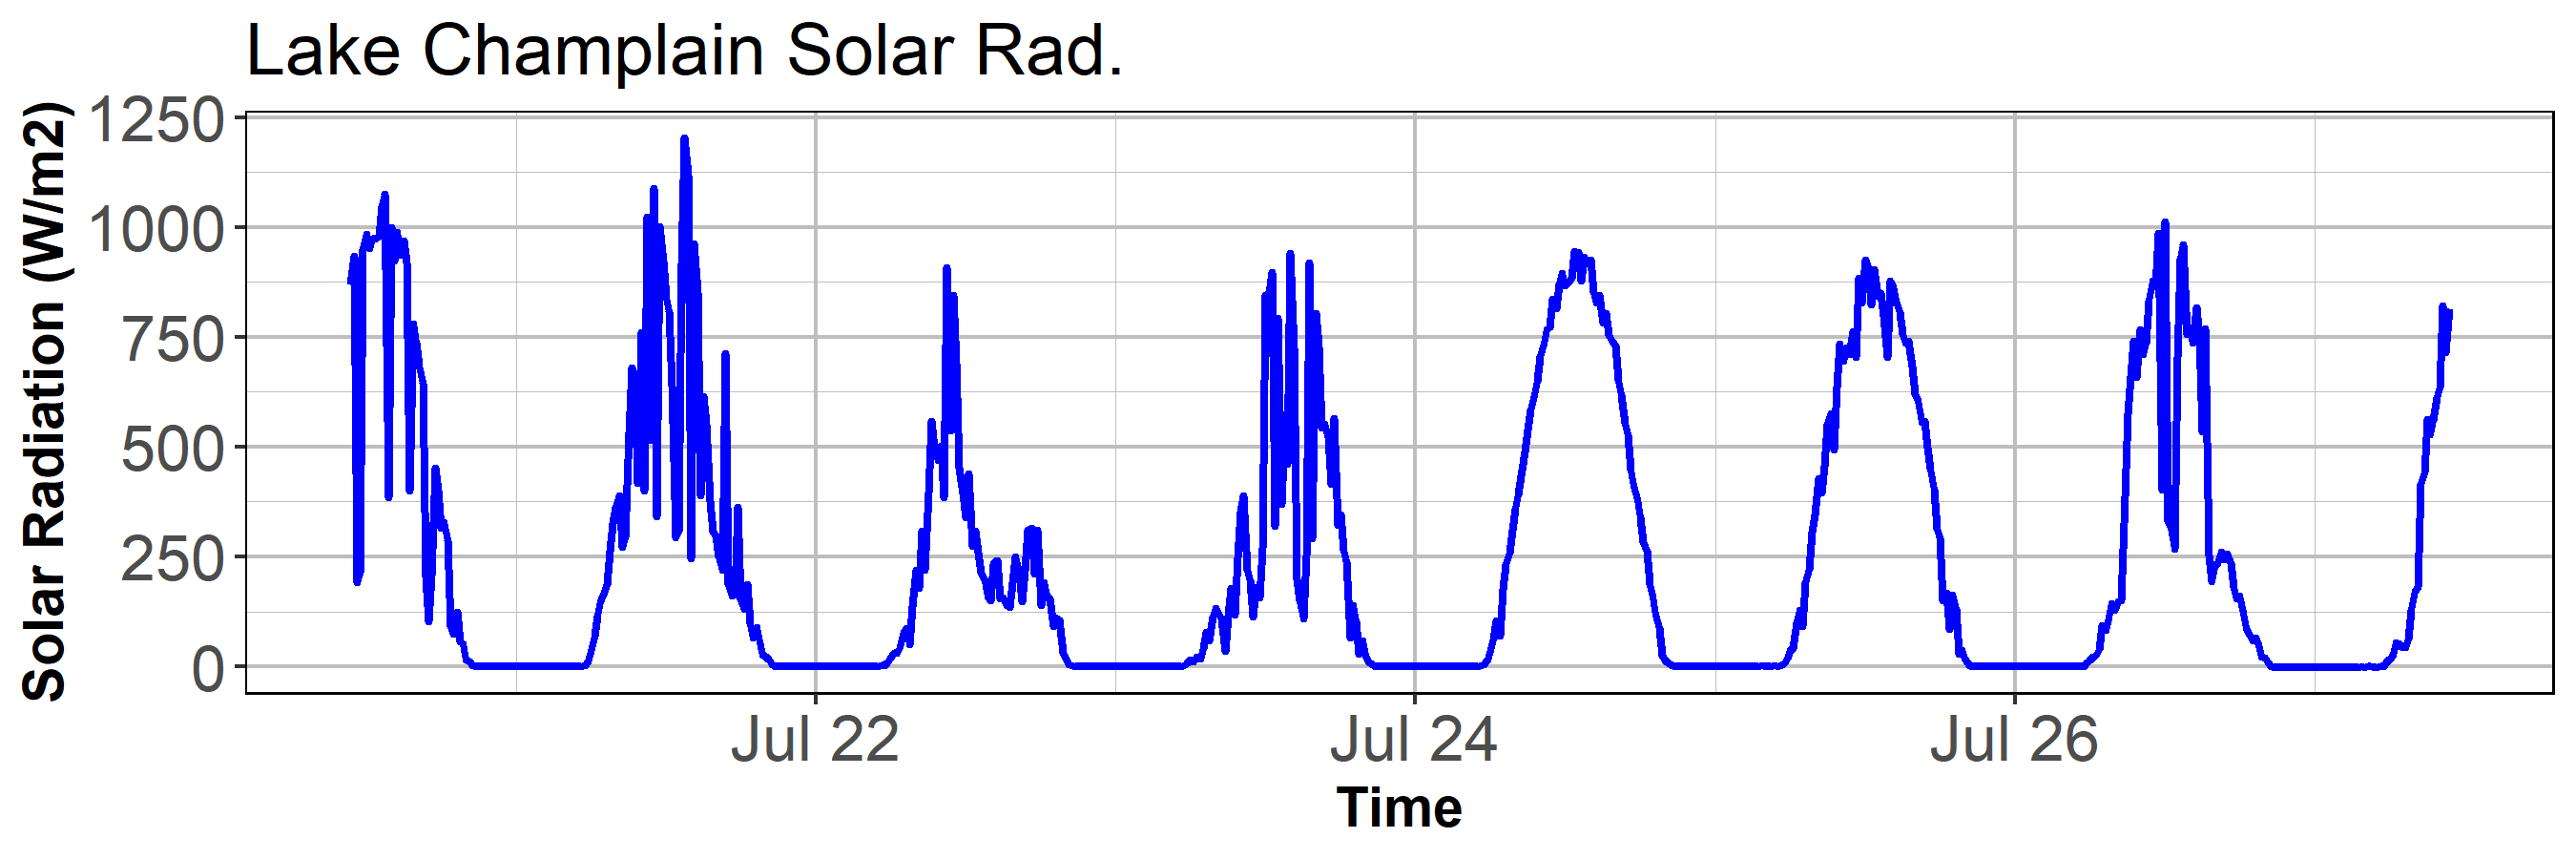 Lake Champlain Solar Rad.
Solar Radiation (W/m2)
1250
1000
750
500
250
0
Jul 22
Jul 24
Jul 26
Time